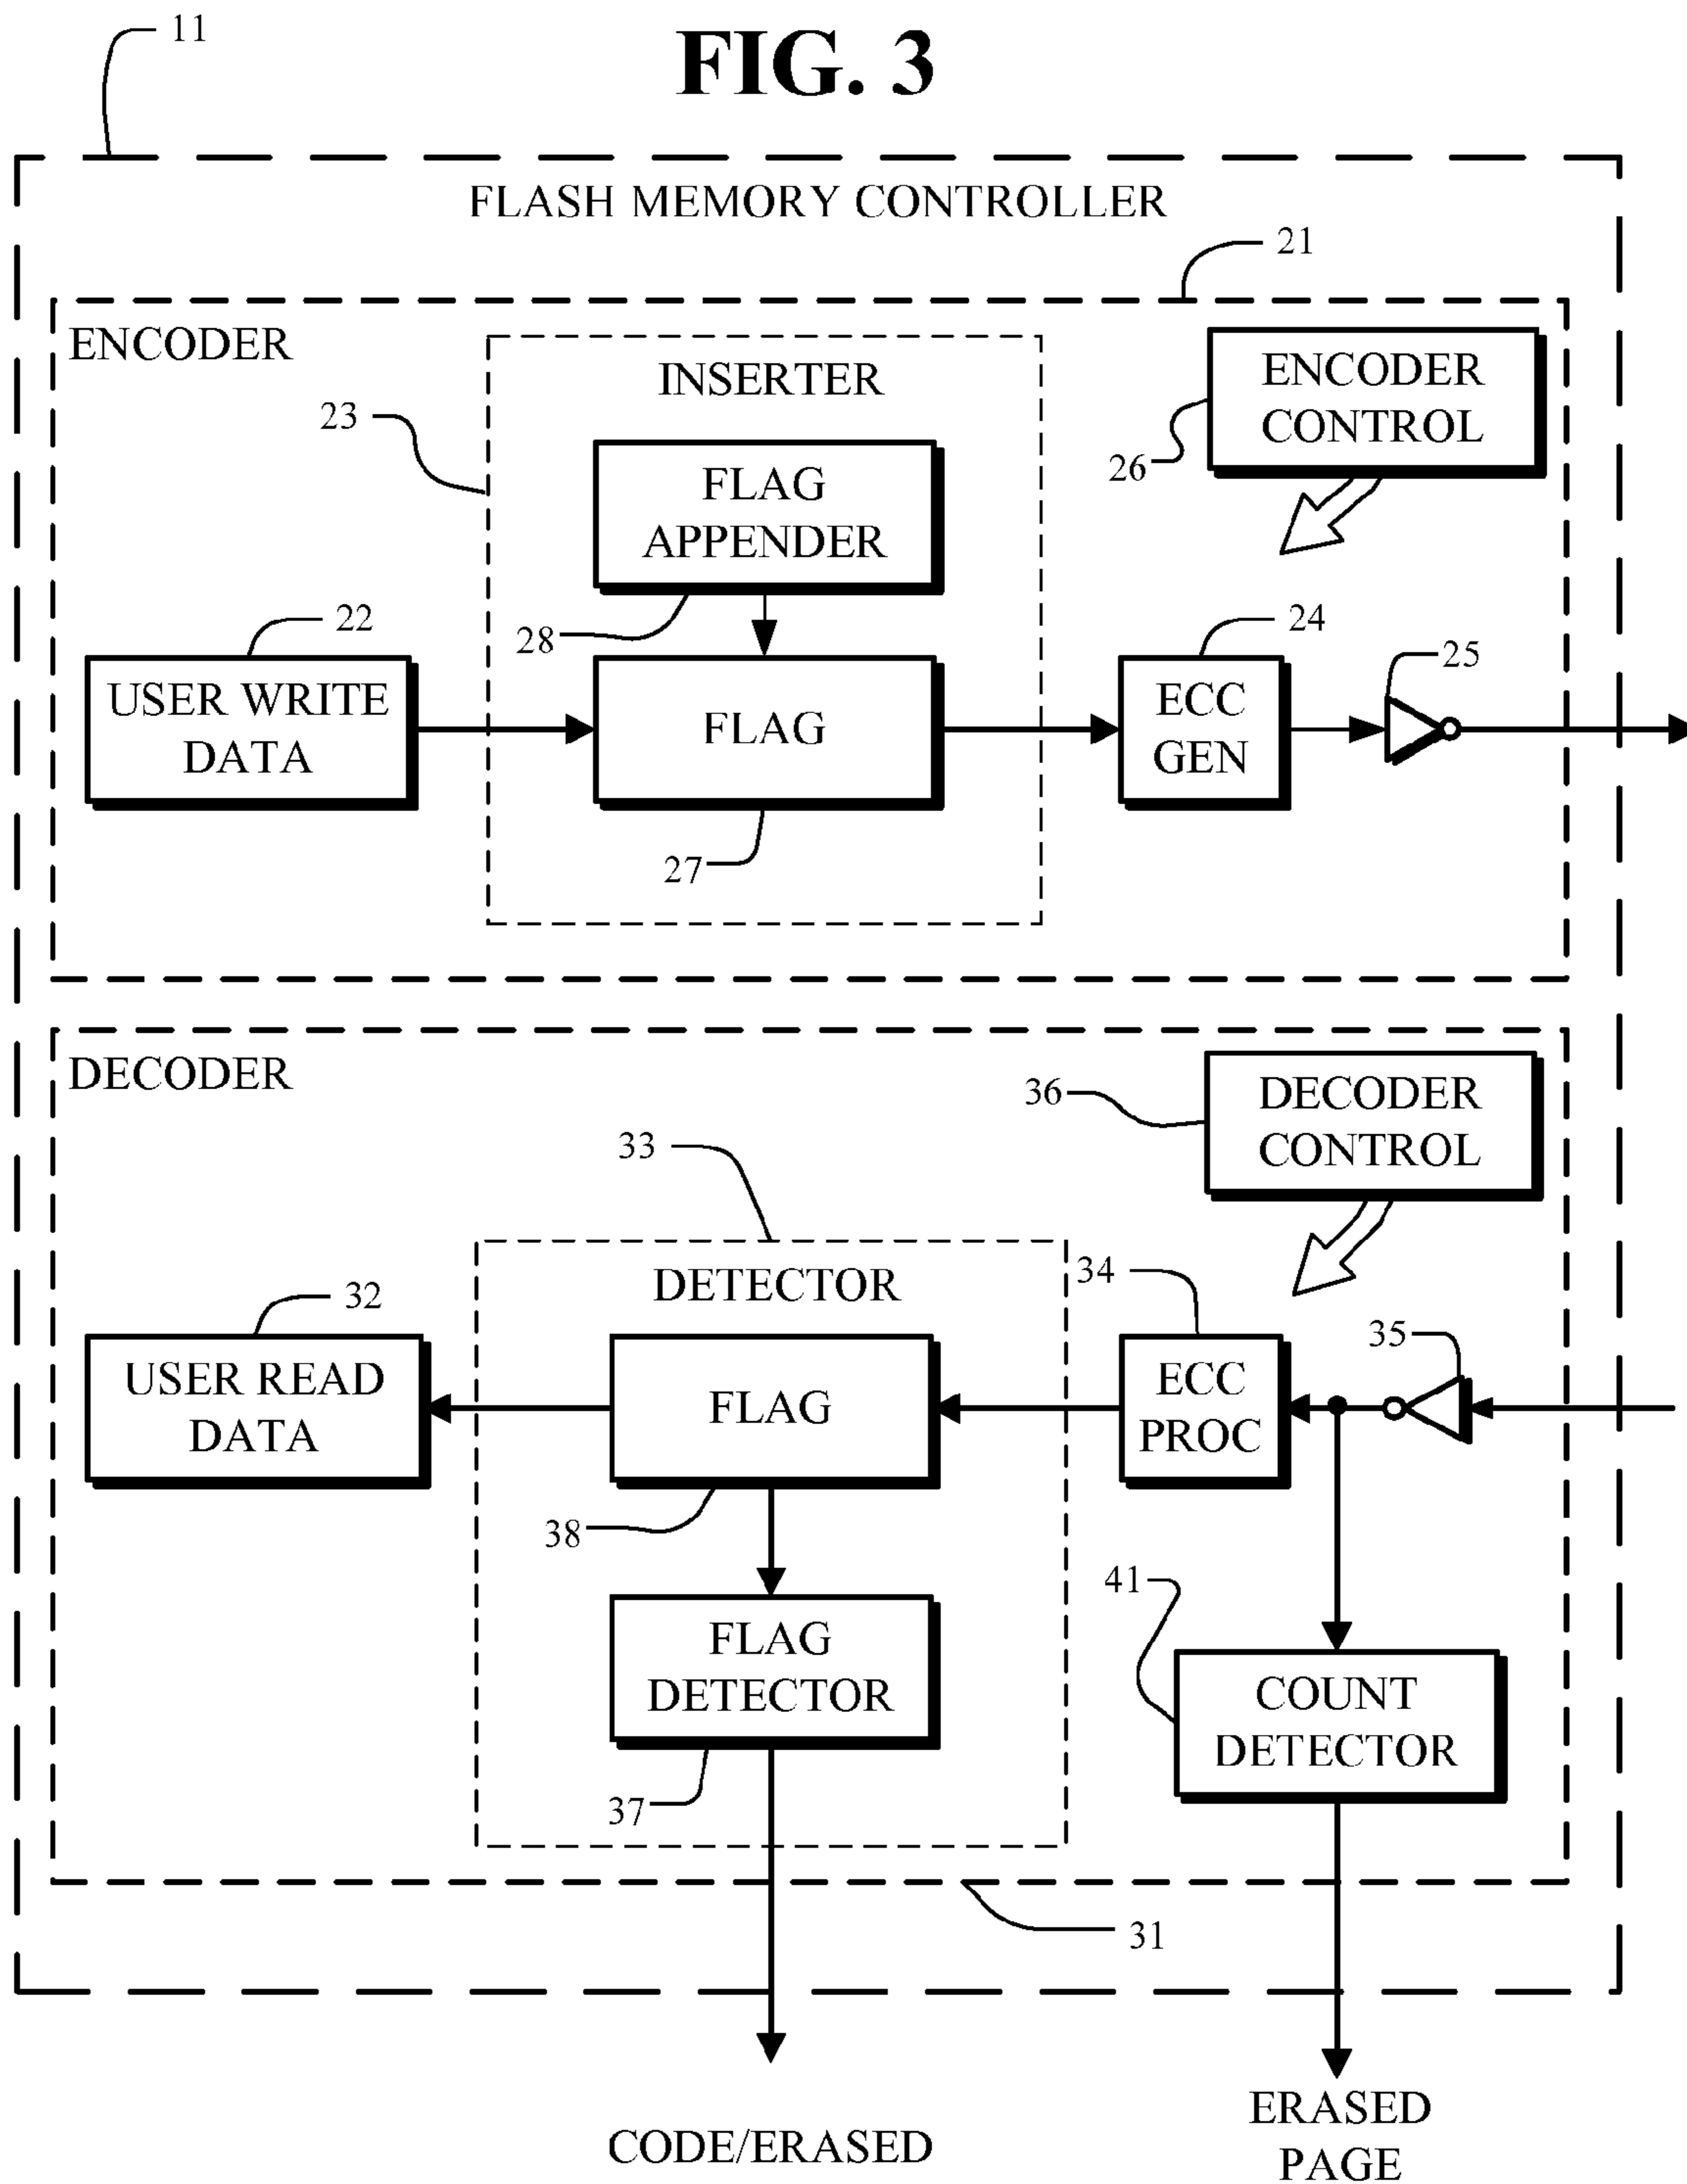 FIG. 3
11
FLASH MEMORY CONTROLLER
21
ENCODER
INSERTER
ENCODER
CONTROL
23
26
FLAG
APPENDER
28
22
24
25
USER WRITE
DATA
FLAG
ECC
GEN
27
DECODER
DECODER
CONTROL
36
33
DETECTOR
34
32
35
USER READ
DATA
FLAG
ECC
PROC
38
41
FLAG
DETECTOR
COUNT
DETECTOR
37
31
CODE/ERASED
ERASED
PAGE